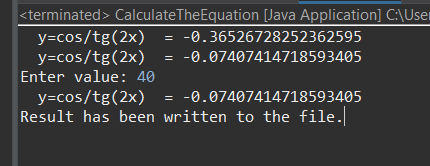 <terminated> CalculateTheEquation [Java Application] C:\User
y=cos/tg(2x)  = -0.36526728252362595
y=cos/tg(2x)  = -0.07407414718593405
Enter value: 40
y=cos/tg(2x)  = -0.07407414718593405
Result has been written to the file.